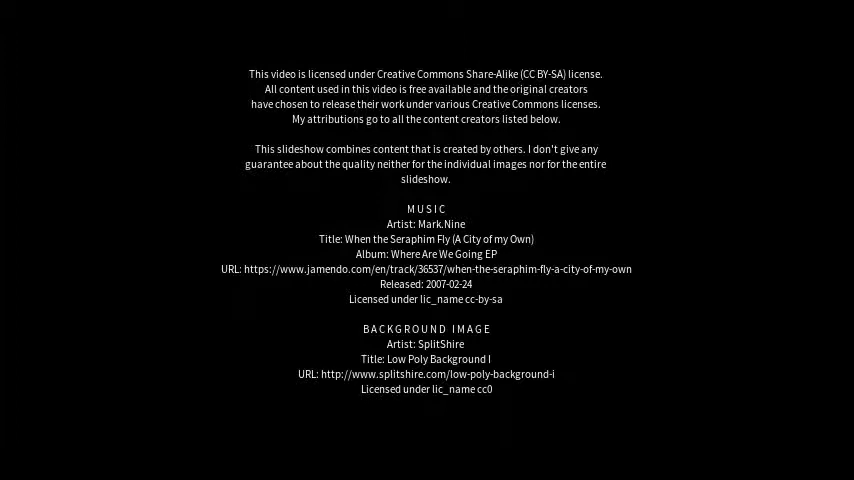 This video is licensed under Creative Commons Share-Alike (CC BY-SA) license.
All content used in this video is free available and the original creators
have chosen to release their work under various Creative Commons licenses.
My attributions go to all the content creators listed below.
This slideshow combines content that is created by others. I don't give any
guarantee about the quality neither for the individual images nor for the entire
slideshow.
M U S I C
Artist: Mark.Nine
Title: When the Seraphim Fly (A City of my Own)
Album: Where Are We Going EP
URL: https://www.jamendo.com/en/track/36537/when-the-seraphim-fly-a-city-of-my-own
Released: 2007-02-24
Licensed under lic_name cc-by-sa
B A C K G R O U N D   I M A G E
Artist: SplitShire
Title: Low Poly Background I
URL: http://www.splitshire.com/low-poly-background-i
Licensed under lic_name cc0